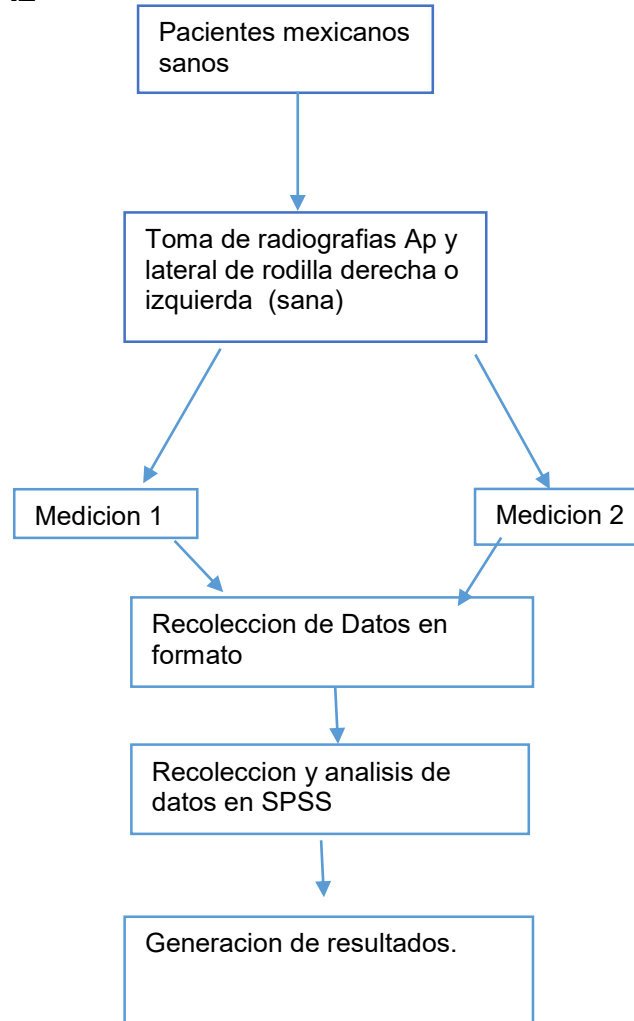 Pacientes mexicanos
sanos
Toma de radiografias Ap y
lateral de rodilla derecha o
izquierda (sana)
Medicion 1
Medicion 2
Recoleccion de Datos en
formato
Recoleccion y analisis de
datos en SPSS
Generacion de resultados.